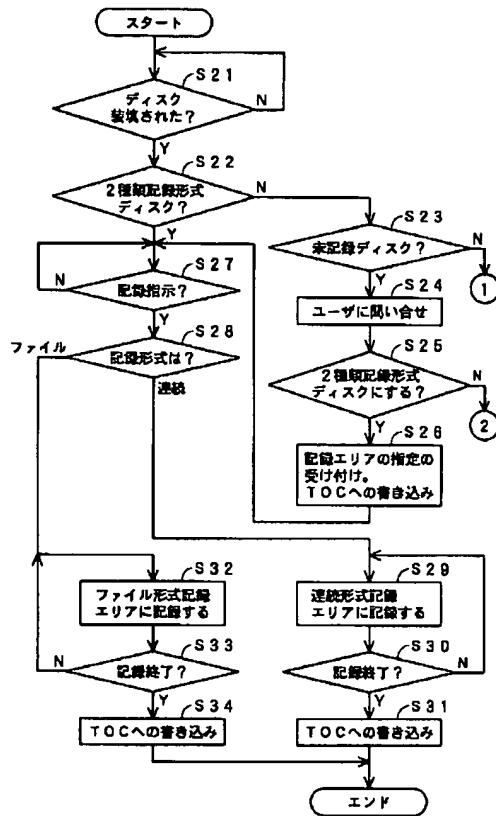 スタート
S21
ディスク
装填された?
N
Y
S22
2種類記録形式
ディスク?
N
Y
S23
未記録ディスク?
N
1
Y
S24
ユーザに問い合せ
S25
2種類記録形式
ディスクにする?
N
2
Y
S26
記録エリアの指定の
受け付け。
TOCへの書き込み
S27
記録指示?
N
Y
S28
記録形式は?
ファイル
連続
S32
ファイル形式記録
エリアに記録する
S33
記録終了?
N
Y
S34
TOCへの書き込み
S29
連続形式記録
エリアに記録する
S30
記録終了?
N
Y
S31
TOCへの書き込み
エンド